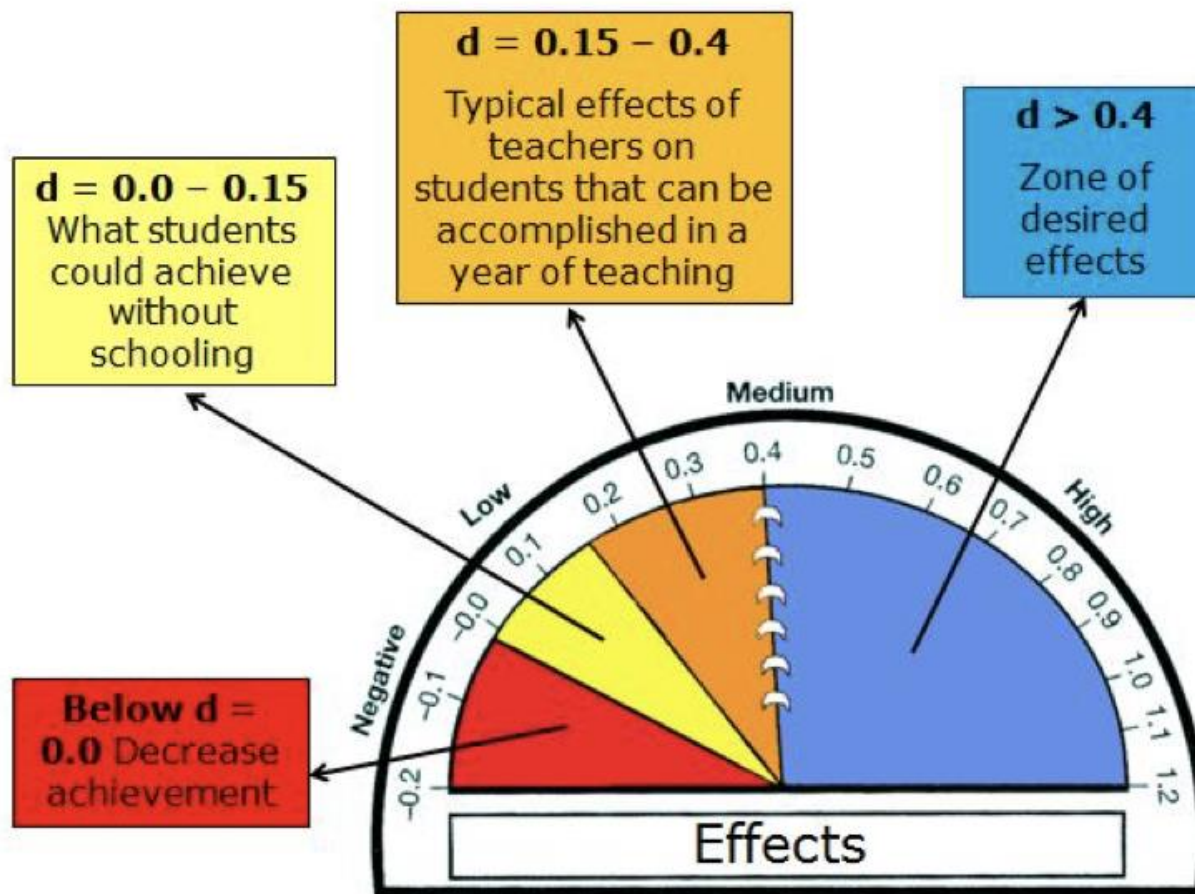 d = 0.15 – 0.4
Typical effects of
teachers on
students that can be
accomplished in a
year of teaching
d > 0.4
Zone of
desired
effects
d = 0.0 – 0.15
What students
could achieve
without
schooling
Below d =
0.0 Decrease
achievement
Negative
Low
Medium
High
–0.2
–0.1
–0.0
0.1
0.2
0.3
0.4
0.5
0.6
0.7
0.8
0.9
1.0
1.1
1.2
Effects